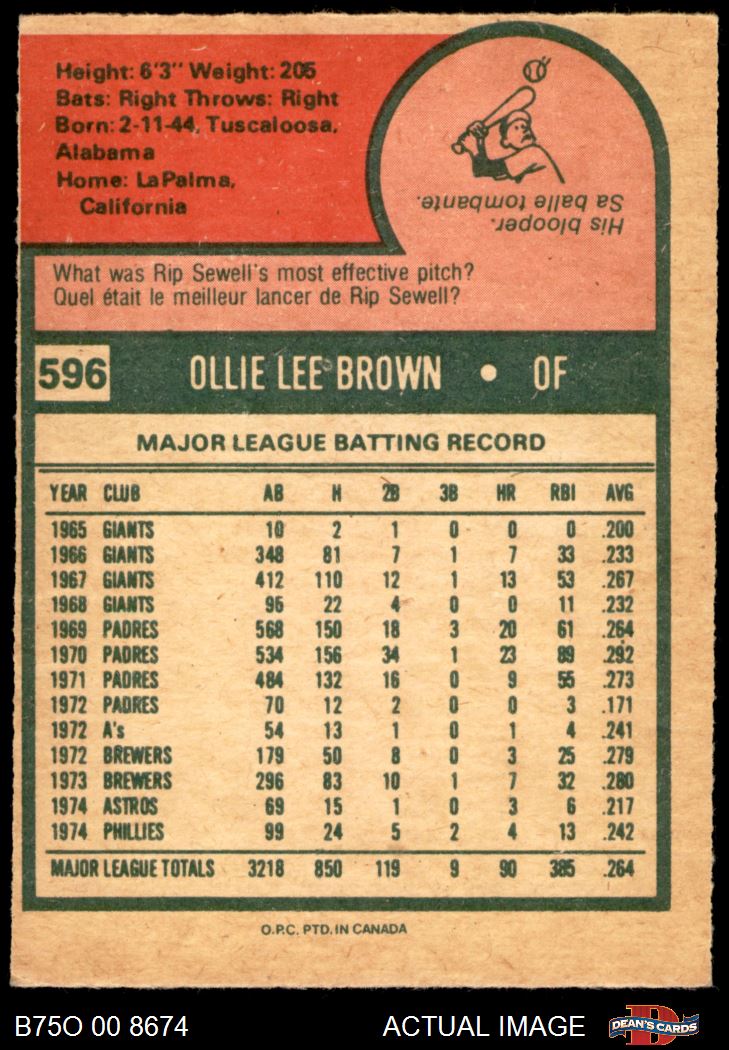 Height: 6'3" Weight: 205
Bats: Right Throws: Right
Born: 2-11-44, Tuscaloosa,
Alabama
Home: La Palma,
California
His blooper.
Sa balle tombante.
What was Rip Sewell's most effective pitch?
Quel était le meilleur lancer de Rip Sewell?
596 OLLIE LEE BROWN • OF
MAJOR LEAGUE BATTING RECORD
YEAR CLUB AB H 2B 3B HR RBI AVG
1965 GIANTS 10 2 1 0 0 0 .200
1966 GIANTS 348 81 7 1 7 33 .233
1967 GIANTS 412 110 12 1 13 53 .267
1968 GIANTS 96 22 4 0 0 11 .232
1969 PADRES 568 150 18 3 20 61 .264
1970 PADRES 534 156 34 1 23 89 .292
1971 PADRES 484 132 16 0 9 55 .273
1972 PADRES 70 12 2 0 0 3 .171
1972 A's 54 13 1 0 1 4 .241
1972 BREWERS 179 50 8 0 3 25 .279
1973 BREWERS 296 83 10 1 7 32 .280
1974 ASTROS 69 15 1 0 3 6 .217
1974 PHILLIES 99 24 5 2 4 13 .242
MAJOR LEAGUE TOTALS 3218 850 119 9 90 385 .264
O.P.C. PTD. IN CANADA
B75O 00 8674 ACTUAL IMAGE DEAN'S CARDS